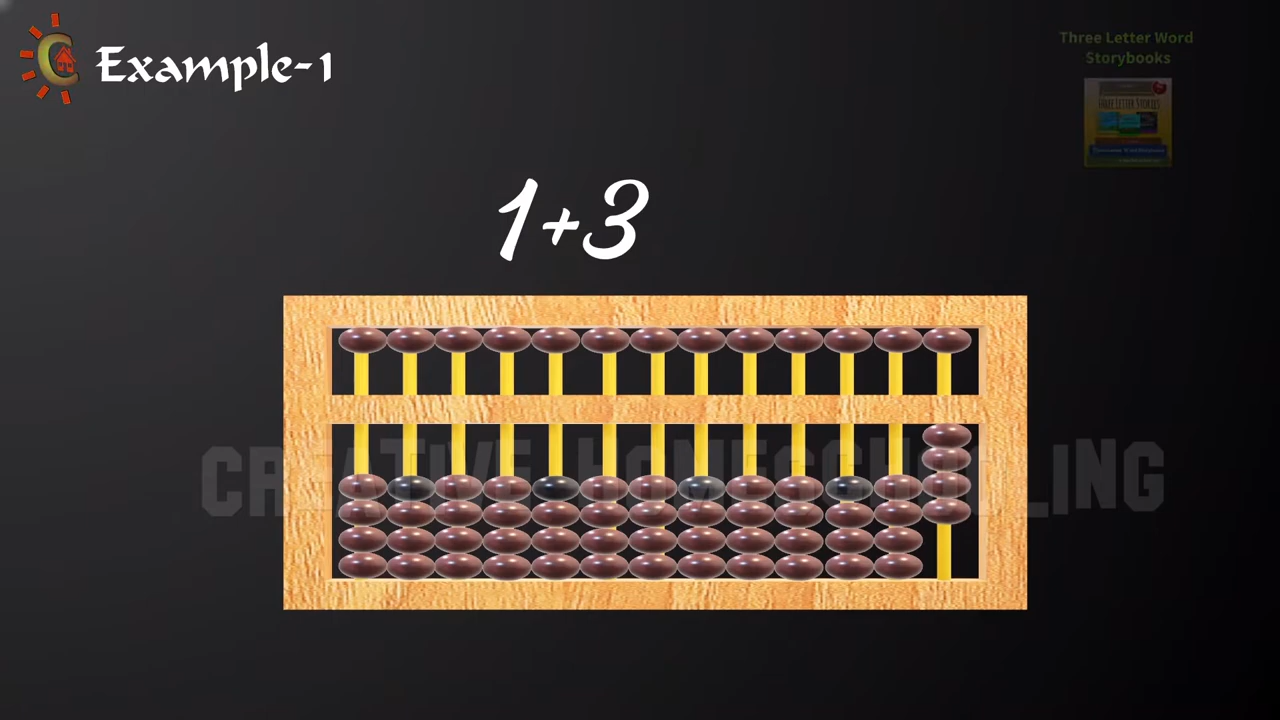 Example-1
Three Letter Word
Storybooks
1+3
CREATIVE HOMESCHOOLING